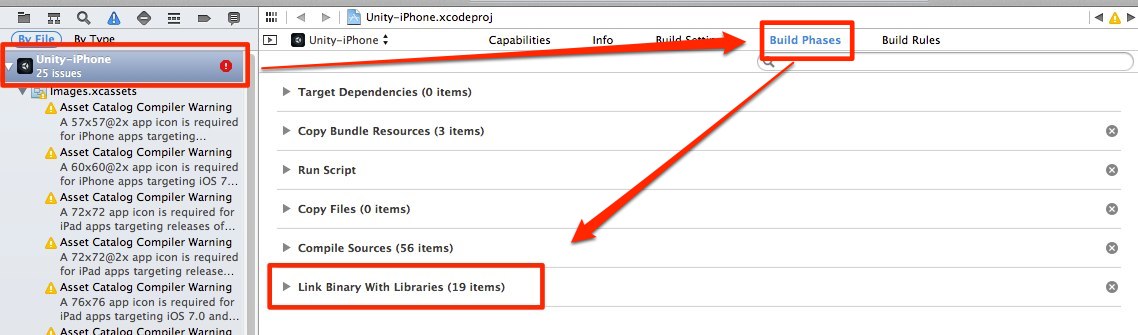 Unity-iPhone.xcodeproj
By File By Type
Unity-iPhone
25 issues
Images.xcassets
Asset Catalog Compiler Warning
A 57x57@2x app icon is required
for iPhone apps targeting...
Asset Catalog Compiler Warning
A 60x60@2x app icon is required
for iPhone apps targeting iOS 7...
Asset Catalog Compiler Warning
A 72x72 app icon is required for
iPad apps targeting releases of...
Asset Catalog Compiler Warning
A 72x72@2x app icon is required
for iPad apps targeting release...
Asset Catalog Compiler Warning
A 76x76 app icon is required for
iPad apps targeting iOS 7.0 and...
Asset Catalog Compiler Warning
Unity-iPhone Capabilities Info Build Build Phases Build Rules
Target Dependencies (0 items)
Copy Bundle Resources (3 items)
Run Script
Copy Files (0 items)
Compile Sources (56 items)
Link Binary With Libraries (19 items)